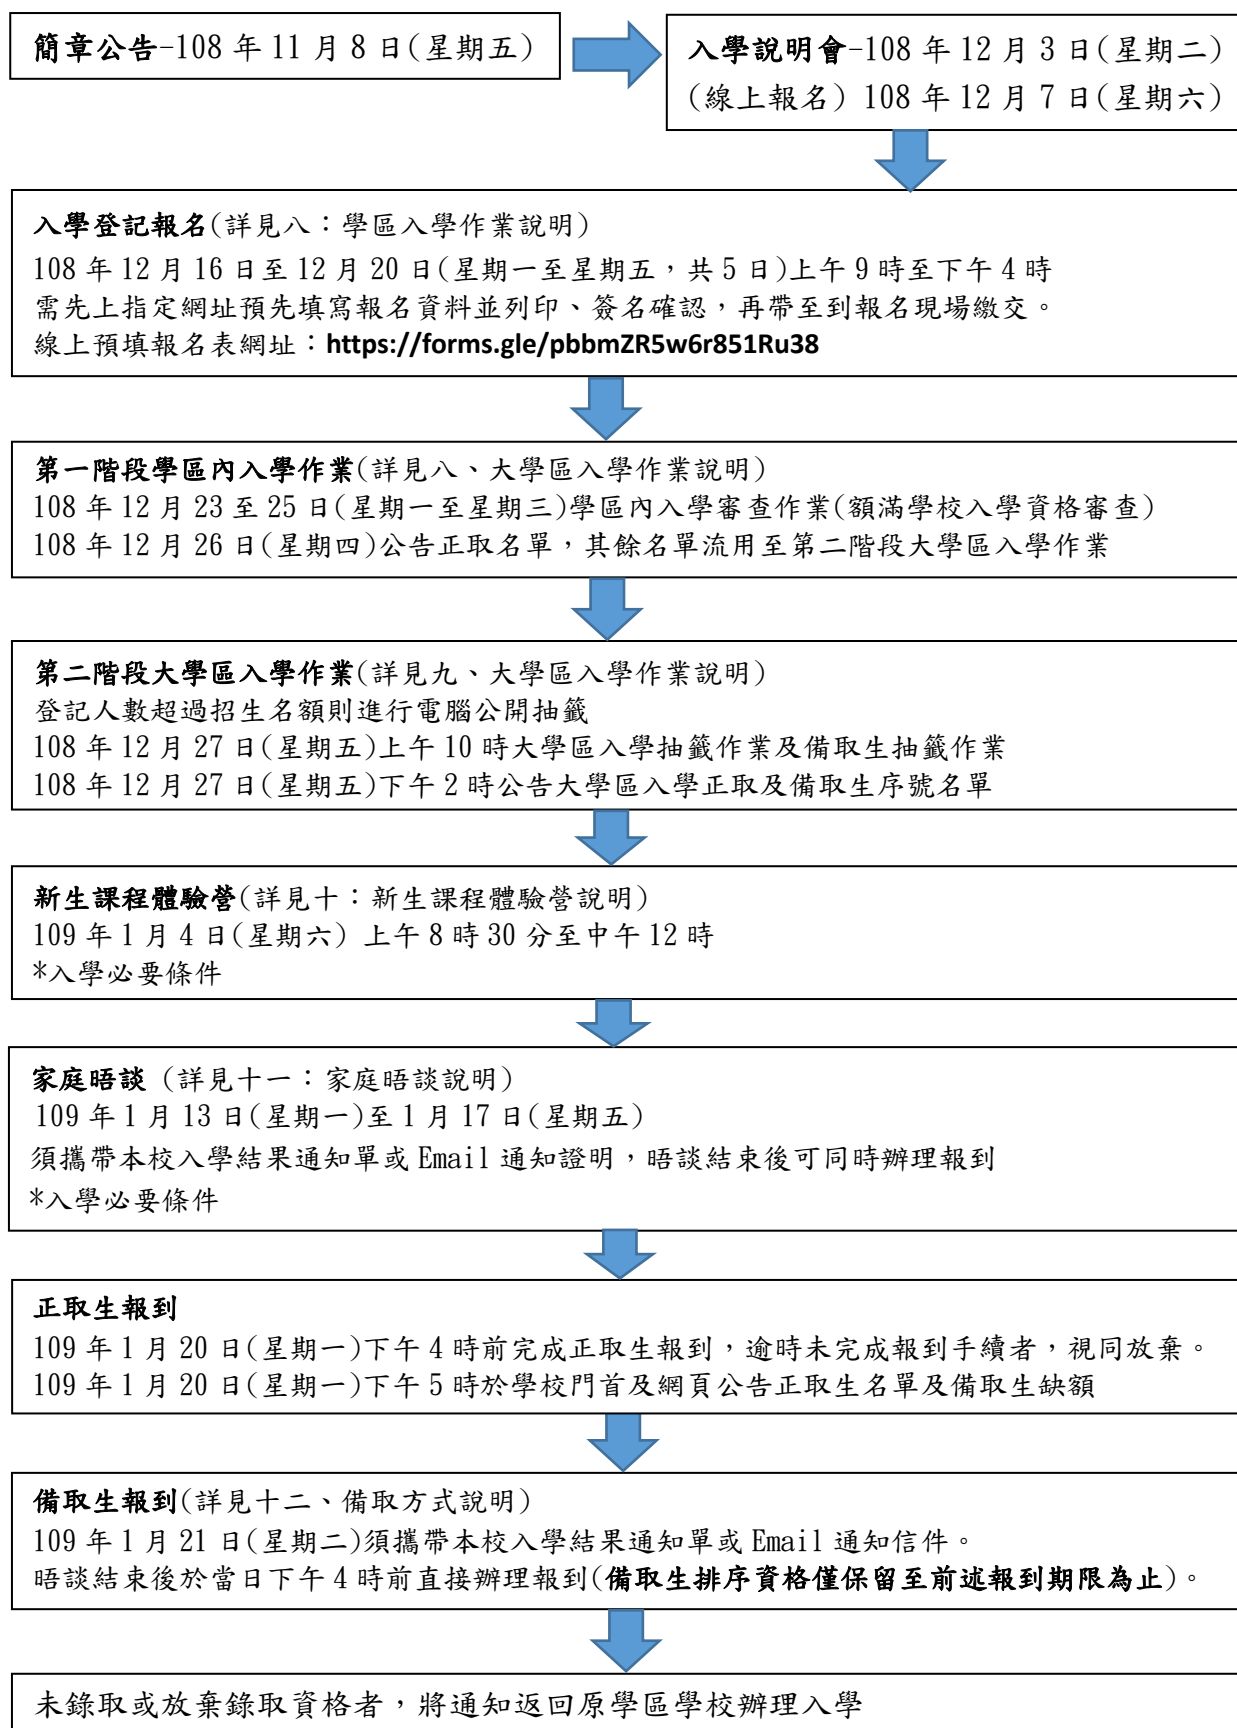 簡章公告-108 年 11 月 8 日(星期五)
入學說明會-108 年 12 月 3 日(星期二)
(線上報名) 108 年 12 月 7 日(星期六)
入學登記報名(詳見八：學區入學作業說明)
108 年 12 月 16 日至 12 月 20 日(星期一至星期五，共 5 日)上午 9 時至下午 4 時
需先上指定網址預先填寫報名資料並列印、簽名確認，再帶至到報名現場繳交。
線上預填報名表網址：https://forms.gle/pbbmZR5w6r851Ru38
第一階段學區內入學作業(詳見八、大學區入學作業說明)
108 年 12 月 23 至 25 日(星期一至星期三)學區內入學審查作業(額滿學校入學資格審查)
108 年 12 月 26 日(星期四)公告正取名單，其餘名單流用至第二階段大學區入學作業
第二階段大學區入學作業(詳見九、大學區入學作業說明)
登記人數超過招生名額則進行電腦公開抽籤
108 年 12 月 27 日(星期五)上午 10 時大學區入學抽籤作業及備取生抽籤作業
108 年 12 月 27 日(星期五)下午 2 時公告大學區入學正取及備取生序號名單
新生課程體驗營(詳見十：新生課程體驗營說明)
109 年 1 月 4 日(星期六) 上午 8 時 30 分至中午 12 時
*入學必要條件
家庭晤談 (詳見十一：家庭晤談說明)
109 年 1 月 13 日(星期一)至 1 月 17 日(星期五)
須攜帶本校入學結果通知單或 Email 通知證明，晤談結束後可同時辦理報到
*入學必要條件
正取生報到
109 年 1 月 20 日(星期一)下午 4 時前完成正取生報到，逾時未完成報到手續者，視同放棄。
109 年 1 月 20 日(星期一)下午 5 時於學校門首及網頁公告正取生名單及備取生缺額
備取生報到(詳見十二、備取方式說明)
109 年 1 月 21 日(星期二)須攜帶本校入學結果通知單或 Email 通知信件。
晤談結束後於當日下午 4 時前直接辦理報到(備取生排序資格僅保留至前述報到期限為止)。
未錄取或放棄錄取資格者，將通知返回原學區學校辦理入學